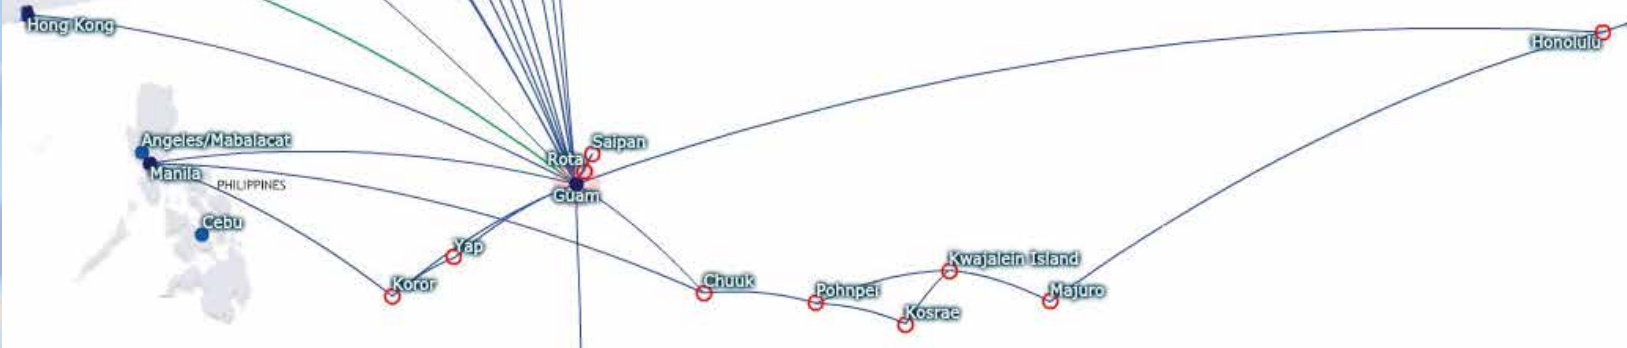 Hong Kong
Honolulu
Angeles/Mabalacat
Saipan
Rota
Manila
PHILIPPINES
Guam
Cebu
Yap
Kwajalein Island
Koror
Chuuk
Pohnpei
Majuro
Kosrae